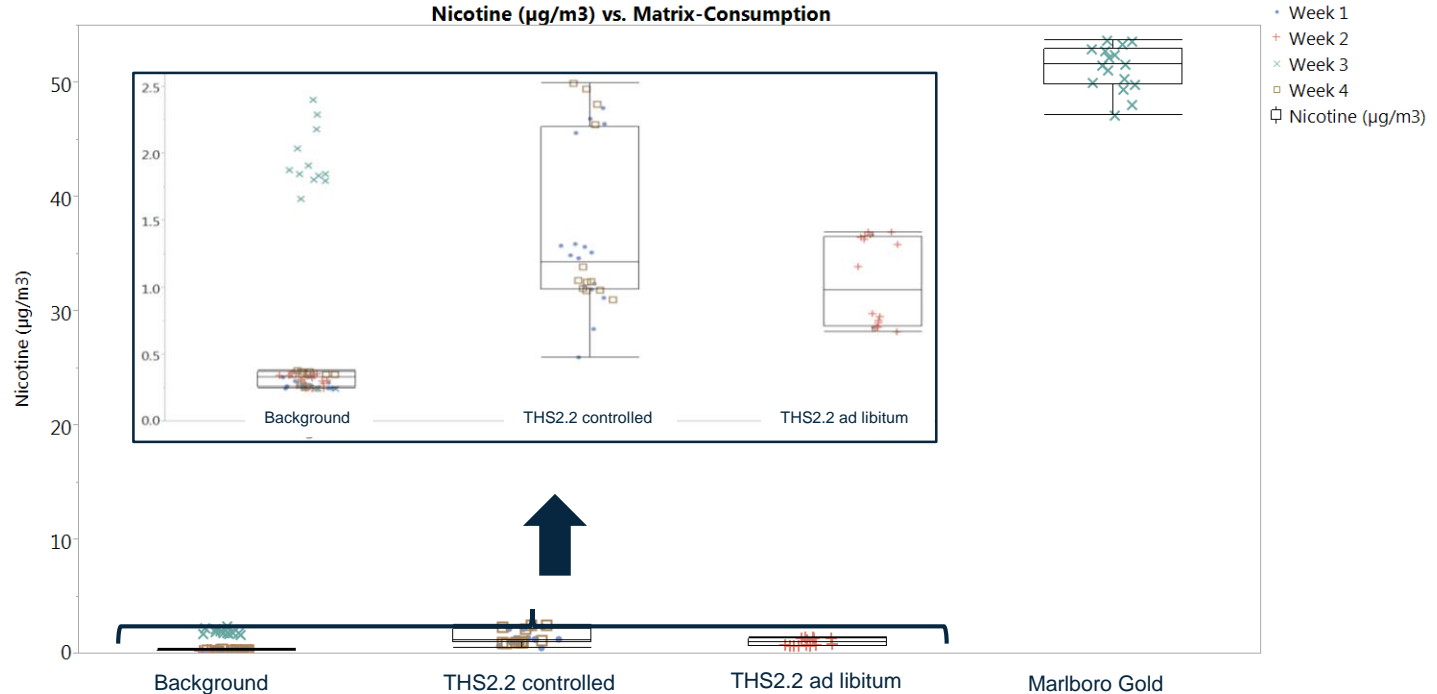 Nicotine (µg/m3) vs. Matrix-Consumption
Week 1
Week 2
Week 3
Week 4
Nicotine (µg/m3)
Nicotine (µg/m3)
50
40
30
20
10
0
2.5
2.0
1.5
1.0
0.5
0.0
Background
THS2.2 controlled
THS2.2 ad libitum
Background
THS2.2 controlled
THS2.2 ad libitum
Marlboro Gold